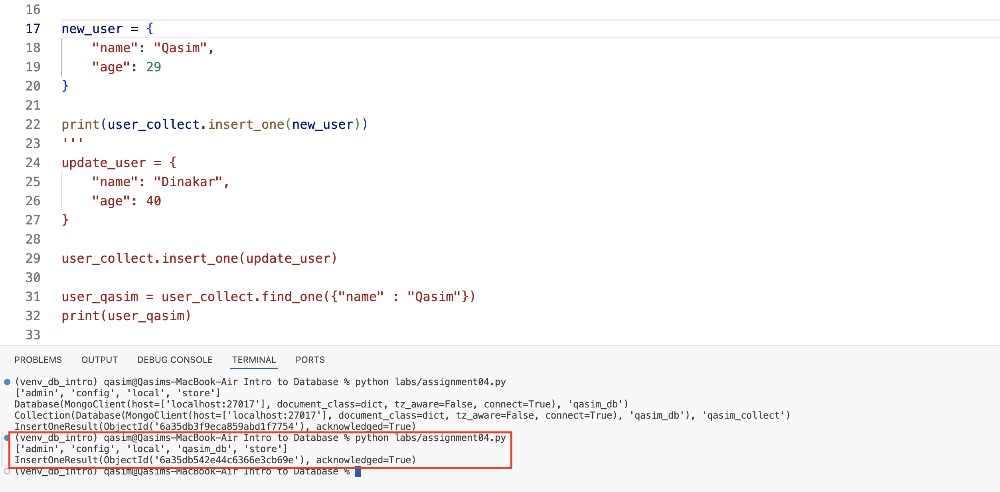 16
17 new_user = {
18     "name": "Qasim",
19     "age": 29
20 }
21
22 print(user_collect.insert_one(new_user))
23 '''
24 update_user = {
25     "name": "Dinakar",
26     "age": 40
27 }
28
29 user_collect.insert_one(update_user)
30
31 user_qasim = user_collect.find_one({"name" : "Qasim"})
32 print(user_qasim)
33
PROBLEMS OUTPUT DEBUG CONSOLE TERMINAL PORTS
(venv_db_intro) qasim@Qasims-MacBook-Air Intro to Database % python labs/assignment04.py
['admin', 'config', 'local', 'store']
Database(MongoClient(host=['localhost:27017'], document_class=dict, tz_aware=False, connect=True), 'qasim_db')
Collection(Database(MongoClient(host=['localhost:27017'], document_class=dict, tz_aware=False, connect=True), 'qasim_db'), 'qasim_collect')
InsertOneResult(ObjectId('6a35db3f9eca859abd1f7754'), acknowledged=True)
(venv_db_intro) qasim@Qasims-MacBook-Air Intro to Database % python labs/assignment04.py
['admin', 'config', 'local', 'qasim_db', 'store']
InsertOneResult(ObjectId('6a35db542e44c6366e3cb69e'), acknowledged=True)
(venv_db_intro) qasim@Qasims-MacBook-Air Intro to Database %